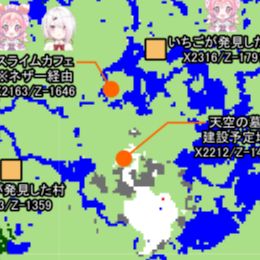 スライムカフェ
※ネザー経由
2163/Z-1646
いちごが発見した
X2316/Z-179
天空の墓
建設予定地
X2212/Z-14
が発見した村
3/Z-1359